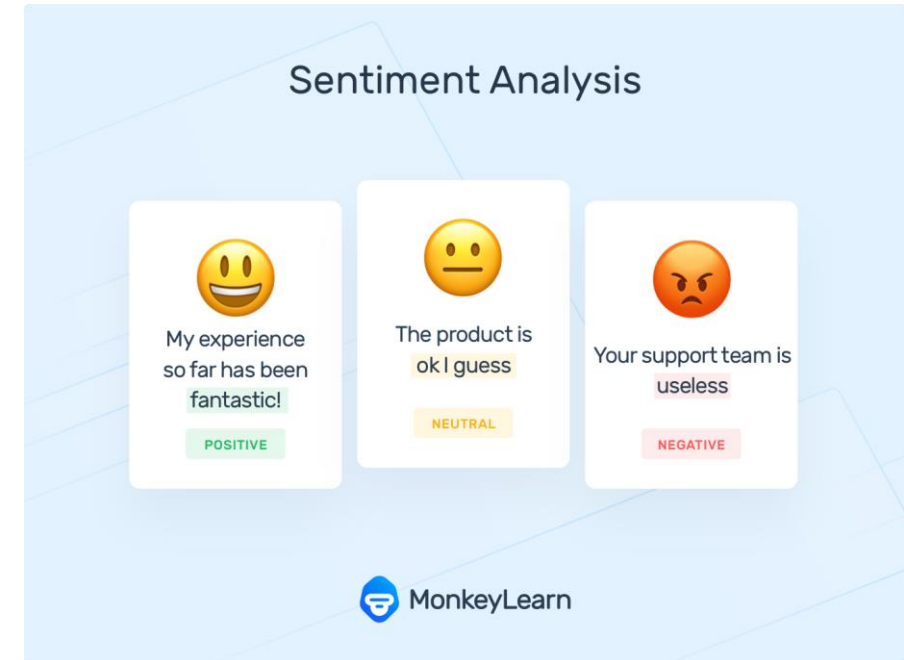 Sentiment Analysis
My experience
so far has been
fantastic!
POSITIVE
The product is
ok I guess
NEUTRAL
Your support team is
useless
NEGATIVE
MonkeyLearn